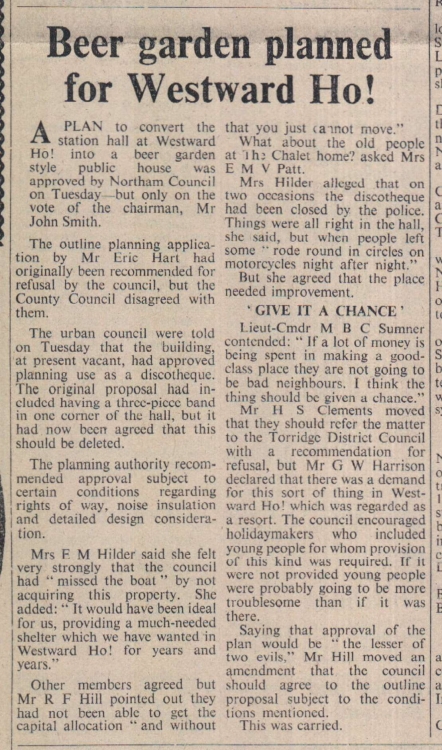 Beer garden planned
for Westward Ho!
A PLAN to convert the
station hall at Westward
Ho! into a beer garden
style public house was
approved by Northam Council
on Tuesday—but only on the
vote of the chairman, Mr
John Smith.
The outline planning applica-
tion by Mr Eric Hart had
originally been recommended for
refusal by the council, but the
County Council disagreed with
them.
The urban council were told
on Tuesday that the building,
at present vacant, had approved
planning use as a discotheque.
The original proposal had in-
cluded having a three-piece band
in one corner of the hall, but it
had now been agreed that this
should be deleted.
The planning authority recom-
mended approval subject to
certain conditions regarding
rights of way, noise insulation
and detailed design considera-
tion.
Mrs E M Hilder said she felt
very strongly that the council
had "missed the boat" by not
acquiring this property. She
added: "It would have been ideal
for us, providing a much-needed
shelter which we have wanted in
Westward Ho! for years and
years."
Other members agreed but
Mr R F Hill pointed out they
had not been able to get the
capital allocation "and without
that you just cannot move."
What about the old people
at The Chalet home? asked Mrs
E M V Patt.
Mrs Hilder alleged that on
two occasions the discotheque
had been closed by the police.
Things were all right in the hall,
she said, but when people left
some "rode round in circles on
motorcycles night after night."
But she agreed that the place
needed improvement.
'GIVE IT A CHANCE'
Lieut-Cmdr M B C Sumner
contended: "If a lot of money is
being spent in making a good-
class place they are not going to
be bad neighbours. I think the
thing should be given a chance."
Mr H S Clements moved
that they should refer the matter
to the Torridge District Council
with a recommendation for
refusal, but Mr G W Harrison
declared that there was a demand
for this sort of thing in West-
ward Ho! which was regarded as
a resort. The council encouraged
holidaymakers who included
young people for whom provision
of this kind was required. If it
were not provided young people
were probably going to be more
troublesome than if it was
there.
Saying that approval of the
plan would be "the lesser of
two evils," Mr Hill moved an
amendment that the council
should agree to the outline
proposal subject to the condi-
tions mentioned.
This was carried.